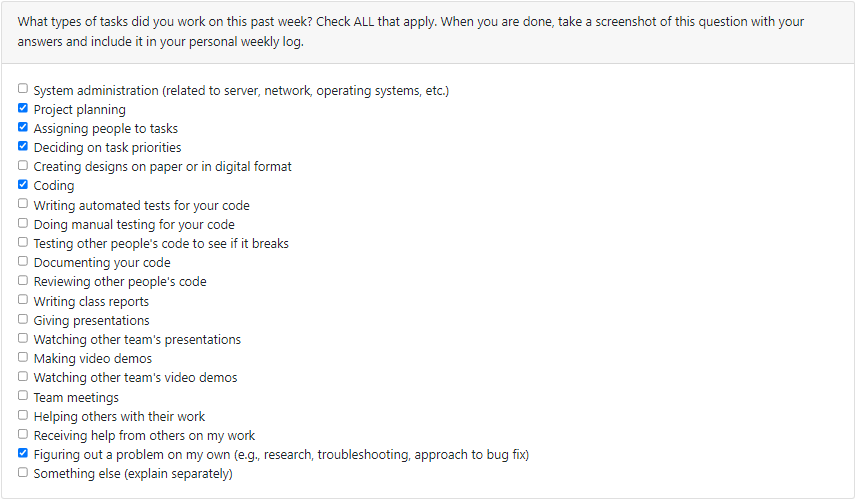 What types of tasks did you work on this past week? Check ALL that apply. When you are done, take a screenshot of this question with your
answers and include it in your personal weekly log.
System administration (related to server, network, operating systems, etc.)
Project planning
Assigning people to tasks
Deciding on task priorities
Creating designs on paper or in digital format
Coding
Writing automated tests for your code
Doing manual testing for your code
Testing other people's code to see if it breaks
Documenting your code
Reviewing other people's code
Writing class reports
Giving presentations
Watching other team's presentations
Making video demos
Watching other team's video demos
Team meetings
Helping others with their work
Receiving help from others on my work
Figuring out a problem on my own (e.g., research, troubleshooting, approach to bug fix)
Something else (explain separately)